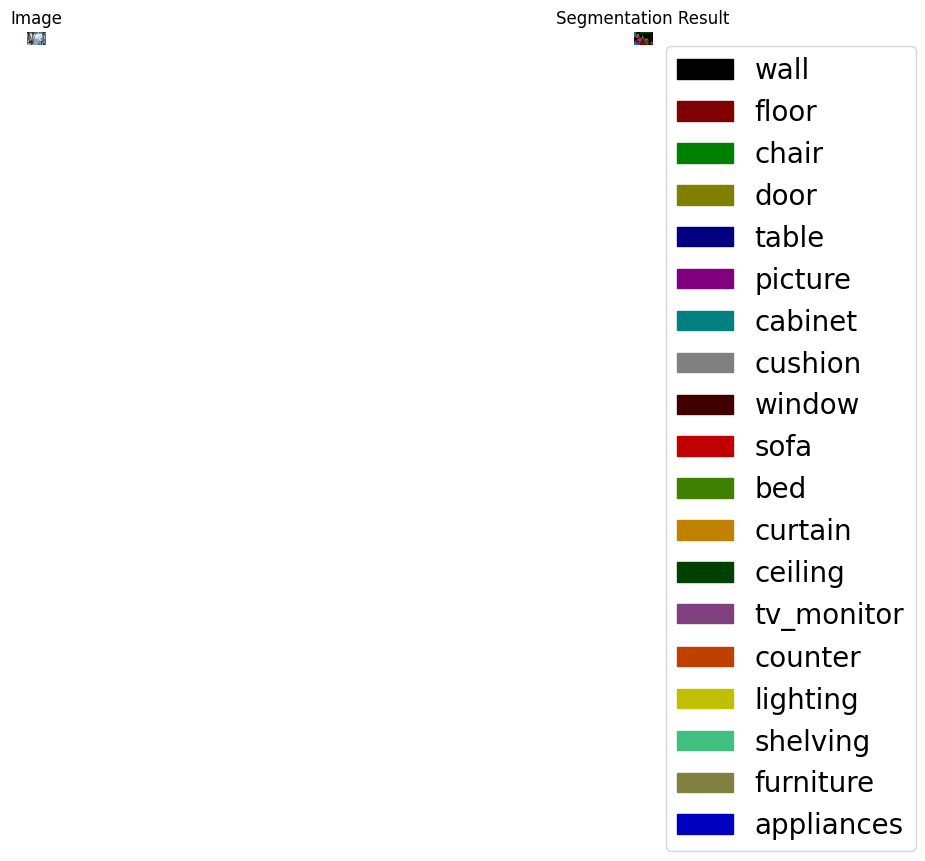 Image
Segmentation Result
wall
floor
chair
door
table
picture
cabinet
cushion
window
sofa
bed
curtain
ceiling
tv_monitor
counter
lighting
shelving
furniture
appliances